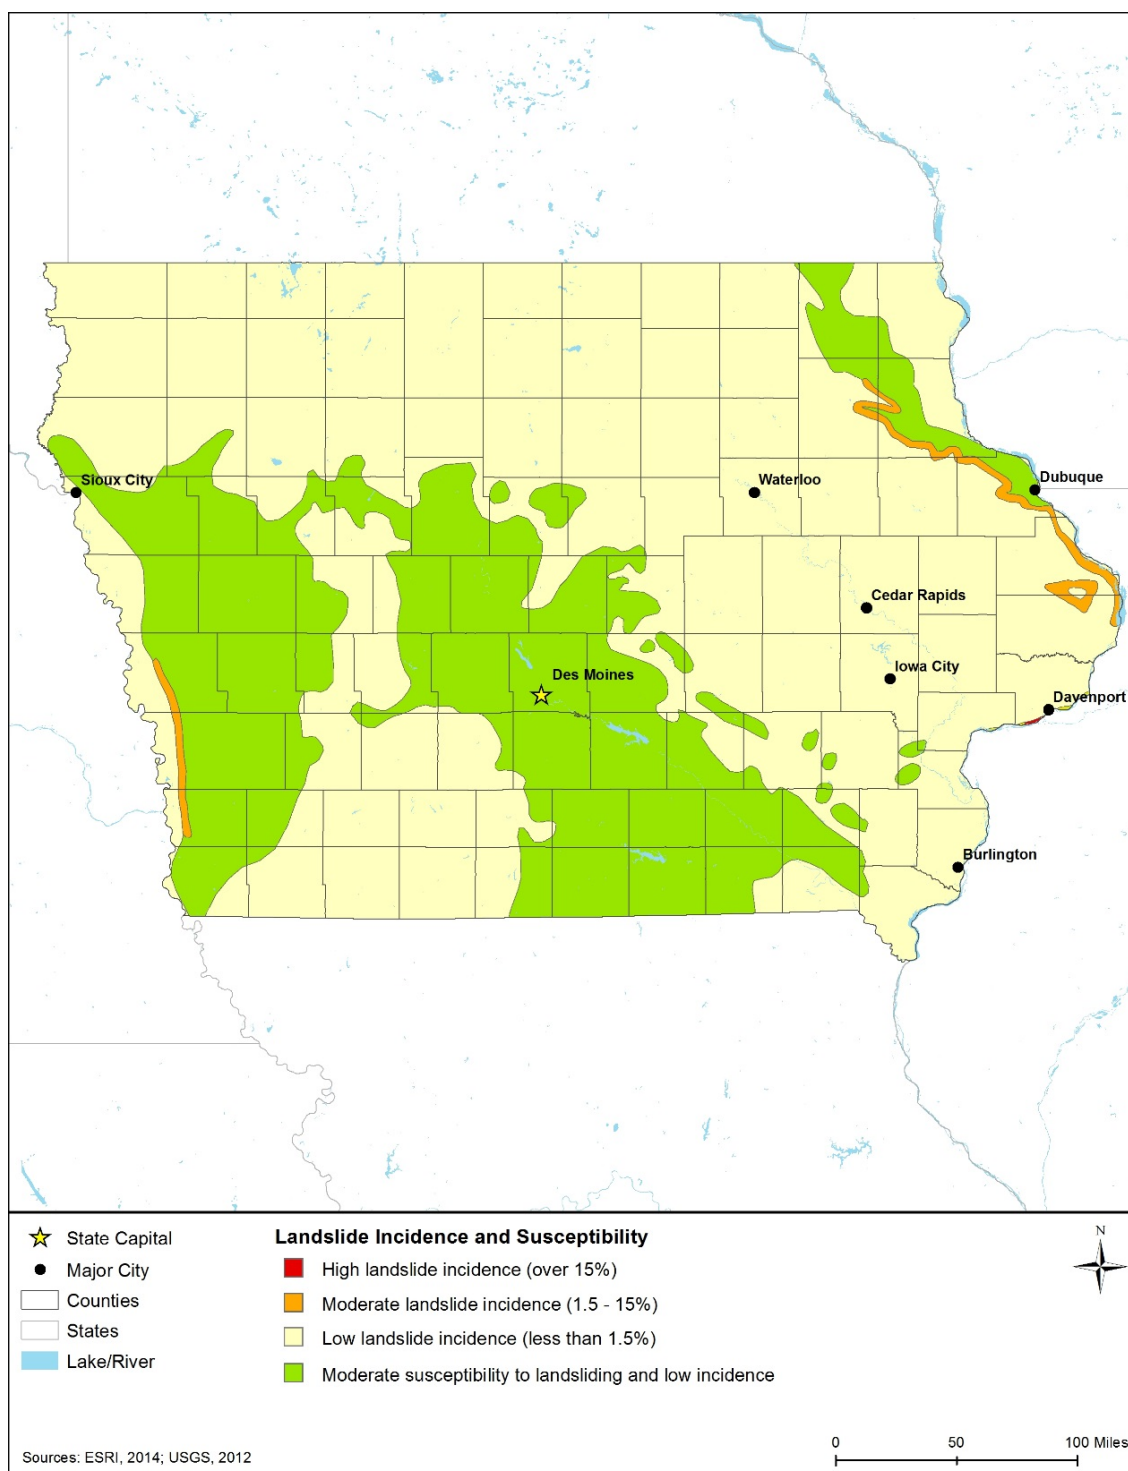 Sioux City
Waterloo
Dubuque
Cedar Rapids
Iowa City
Des Moines
Davenport
Burlington
State Capital
Major City
Counties
States
Lake/River
Landslide Incidence and Susceptibility
High landslide incidence (over 15%)
Moderate landslide incidence (1.5 - 15%)
Low landslide incidence (less than 1.5%)
Moderate susceptibility to landsliding and low incidence
N
Sources: ESRI, 2014; USGS, 2012
0 50 100 Miles